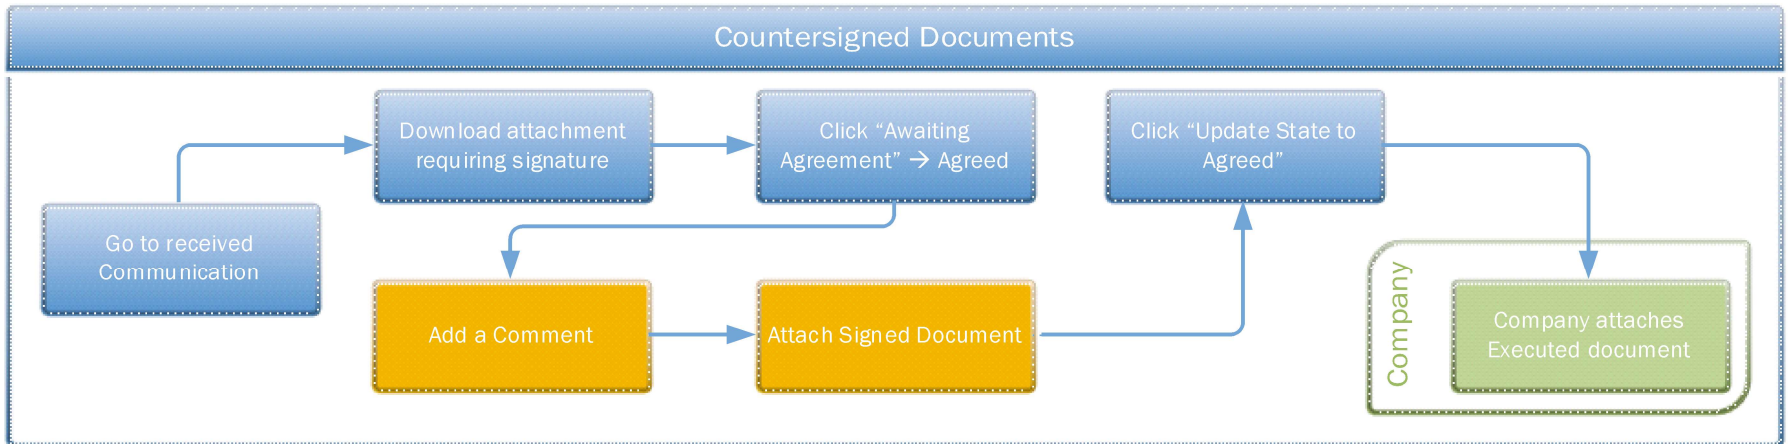 Countersigned Documents
Go to received
Communication
Download attachment
requiring signature
Click “Awaiting
Agreement” → Agreed
Add a Comment
Attach Signed Document
Click “Update State to
Agreed”
Company
Company attaches
Executed document